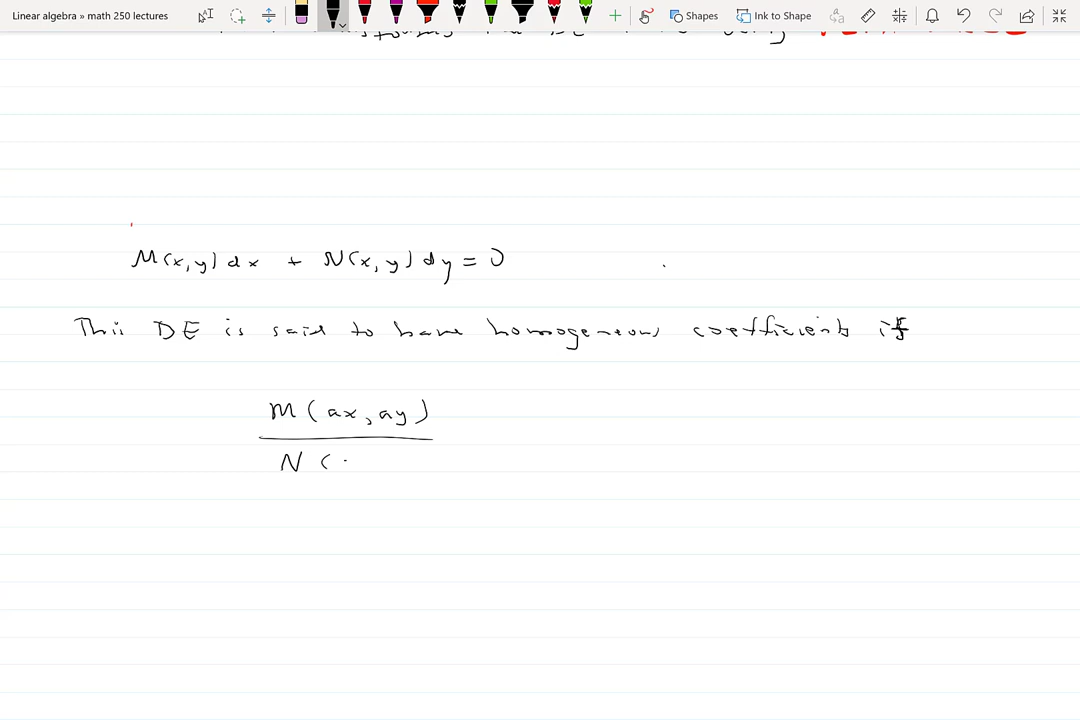 Linear algebra » math 250 lectures
Shapes
Ink to Shape
M(x,y)dx + N(x,y)dy = 0
This DE is said to have homogeneous coefficients if
M(ax,ay)
N(